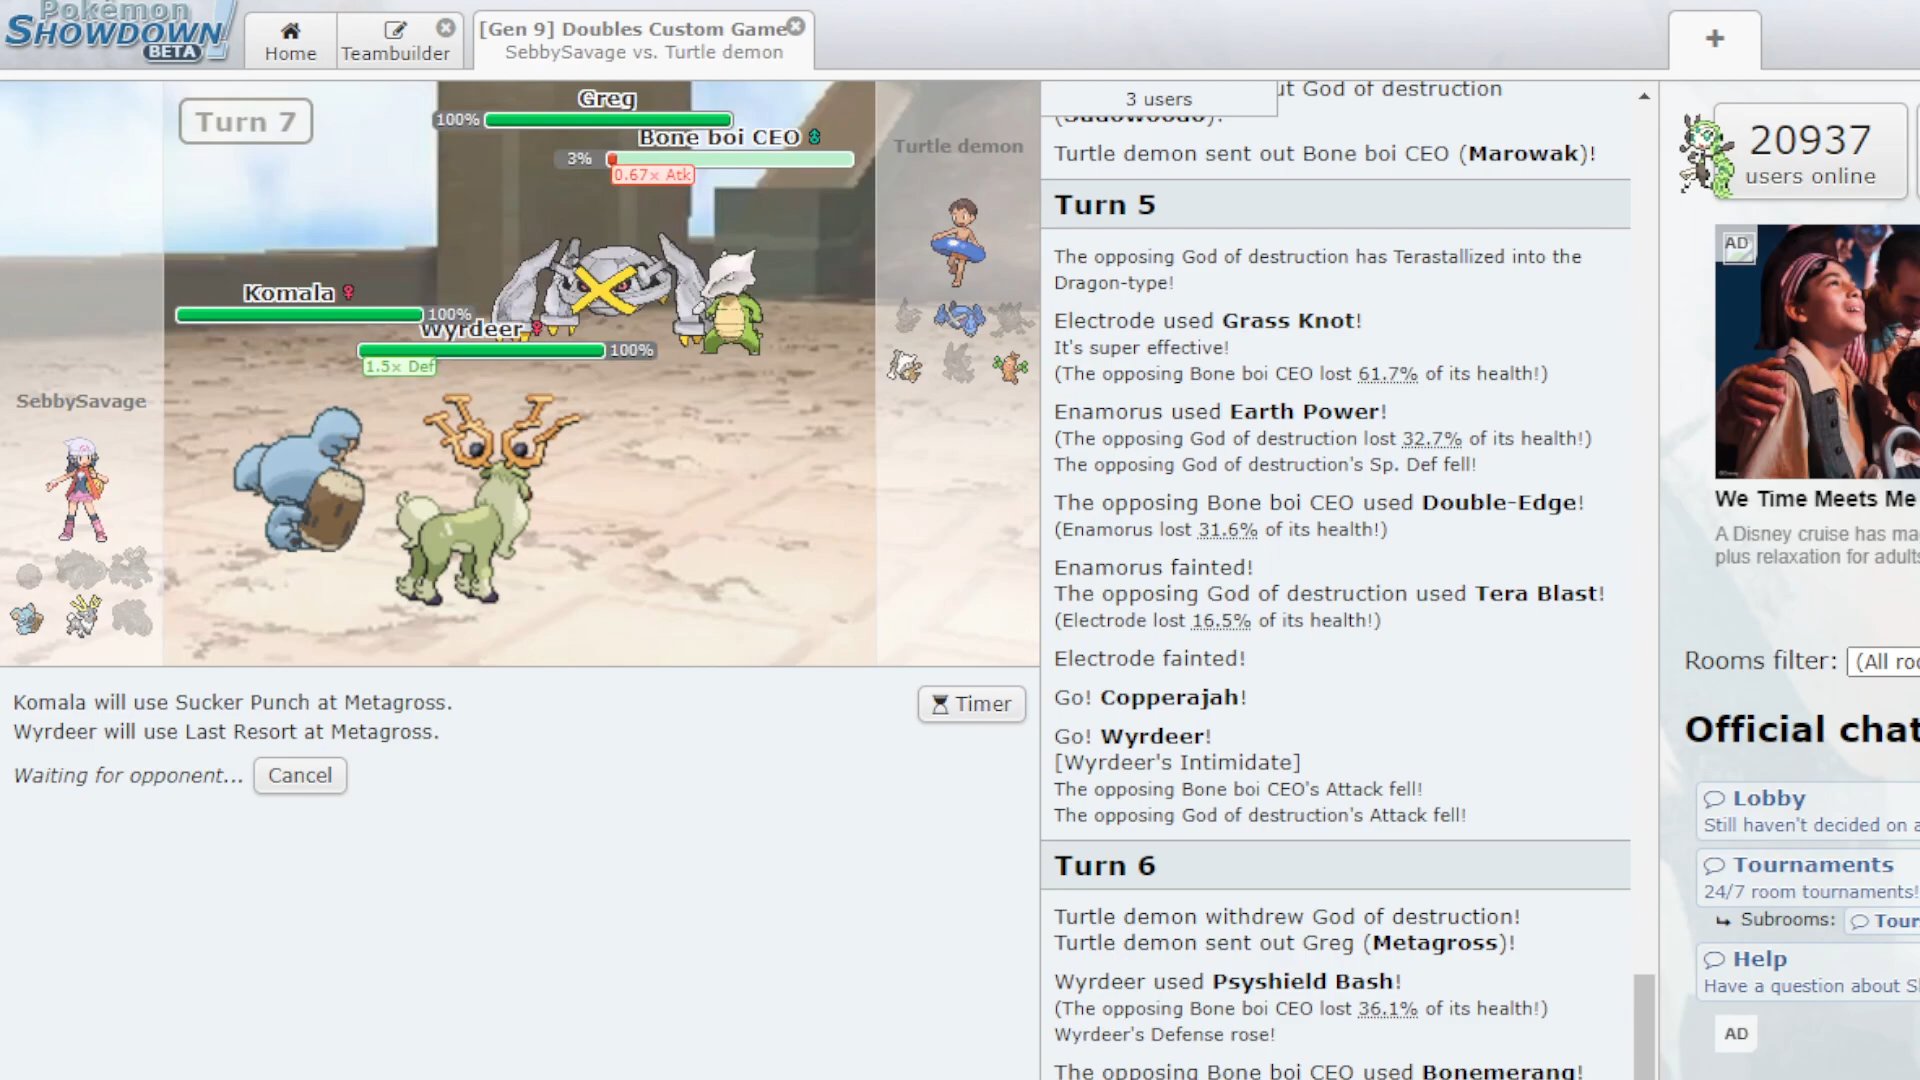 Pokémon
SHOWDOWN!
BETA
Home
Teambuilder
[Gen 9] Doubles Custom Game
SebbySavage vs. Turtle demon
+
Turn 7
Greg
100%
Bone boi CEO
3%
0.67× Atk
Komala
100%
Wyrdeer
100%
1.5× Def
SebbySavage
Turtle demon
Komala will use Sucker Punch at Metagross.
Wyrdeer will use Last Resort at Metagross.
Waiting for opponent...
Cancel
Timer
3 users
ut God of destruction
(Sudowoodo)!
Turtle demon sent out Bone boi CEO (Marowak)!
Turn 5
The opposing God of destruction has Terastallized into the
Dragon-type!
Electrode used Grass Knot!
It's super effective!
(The opposing Bone boi CEO lost 61.7% of its health!)
Enamorus used Earth Power!
(The opposing God of destruction lost 32.7% of its health!)
The opposing God of destruction's Sp. Def fell!
The opposing Bone boi CEO used Double-Edge!
(Enamorus lost 31.6% of its health!)
Enamorus fainted!
The opposing God of destruction used Tera Blast!
(Electrode lost 16.5% of its health!)
Electrode fainted!
Go! Copperajah!
Go! Wyrdeer!
[Wyrdeer's Intimidate]
The opposing Bone boi CEO's Attack fell!
The opposing God of destruction's Attack fell!
Turn 6
Turtle demon withdrew God of destruction!
Turtle demon sent out Greg (Metagross)!
Wyrdeer used Psyshield Bash!
(The opposing Bone boi CEO lost 36.1% of its health!)
Wyrdeer's Defense rose!
The opposing Bone boi CEO used Bonemerang!
20937
users online
AD
We Time Meets Me
A Disney cruise has ma
plus relaxation for adults
Rooms filter: (All roo
Official chat
Lobby
Still haven't decided on a
Tournaments
24/7 room tournaments!
Subrooms: Tour
Help
Have a question about S
AD